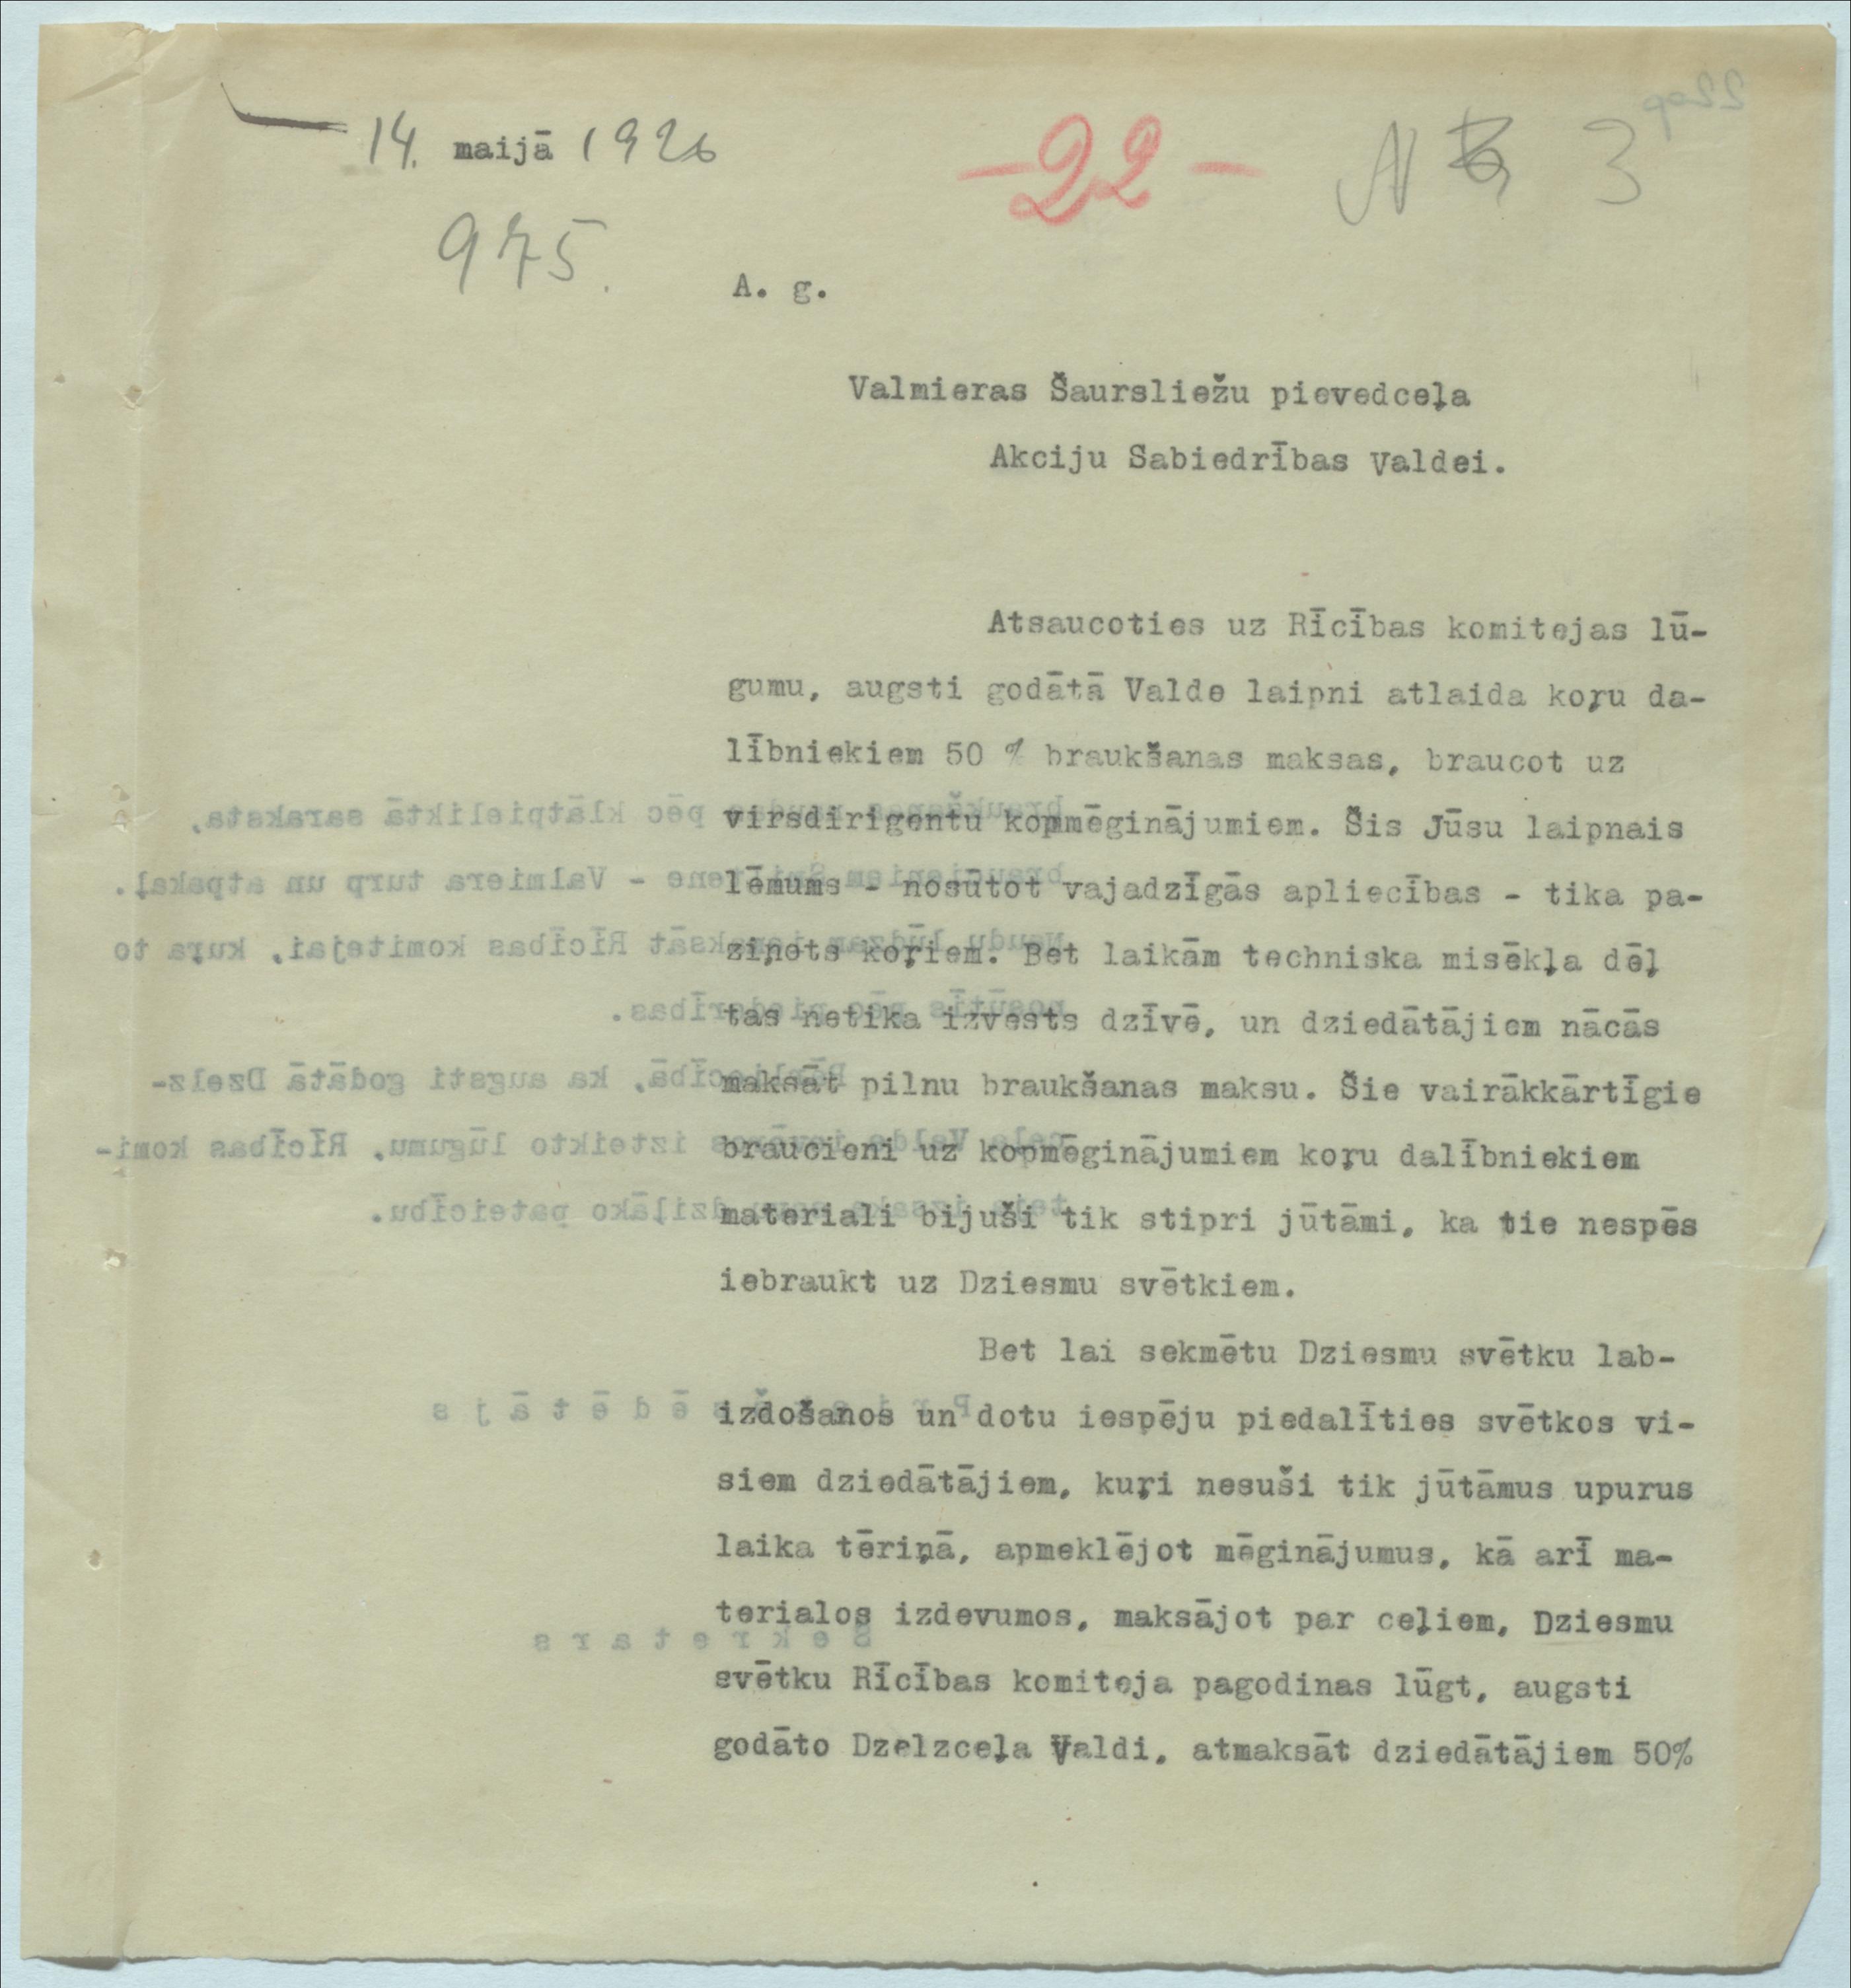 14. maijā 1926
-22-
N 3
975.
A. g.
Valmieras Šaursliežu pievedceļa
Akciju Sabiedrības Valdei.
Atsaucoties uz Rīcības komitejas lū-
gumu, augsti godātā Valde laipni atlaida koŗu da-
lībniekiem 50 % braukšanas maksas, braucot uz
virsdirigentu kopmēginājumiem. Šis Jūsu laipnais
lēmums - nosūtot vajadzīgās apliecības - tika pa-
ziņots koŗiem. Bet laikām techniska misēkļa dēļ
tas netika izvests dzīvē, un dziedātājiem nācās
maksāt pilnu braukšanas maksu. Šie vairākkārtīgie
braucieni uz kopmēginājumiem koŗu dalībniekiem
materiali bijuši tik stipri jūtāmi, ka tie nespēs
iebraukt uz Dziesmu svētkiem.
Bet lai sekmētu Dziesmu svētku lab-
izdošanos un dotu iespēju piedalīties svētkos vi-
siem dziedātājiem, kuŗi nesuši tik jūtāmus upurus
laika tēriņā, apmeklējot mēginājumus, kā arī ma-
terialos izdevumos, maksājot par ceļiem, Dziesmu
svētku Rīcības komiteja pagodinas lūgt, augsti
godāto Dzelzceļa Valdi, atmaksāt dziedātājiem 50%